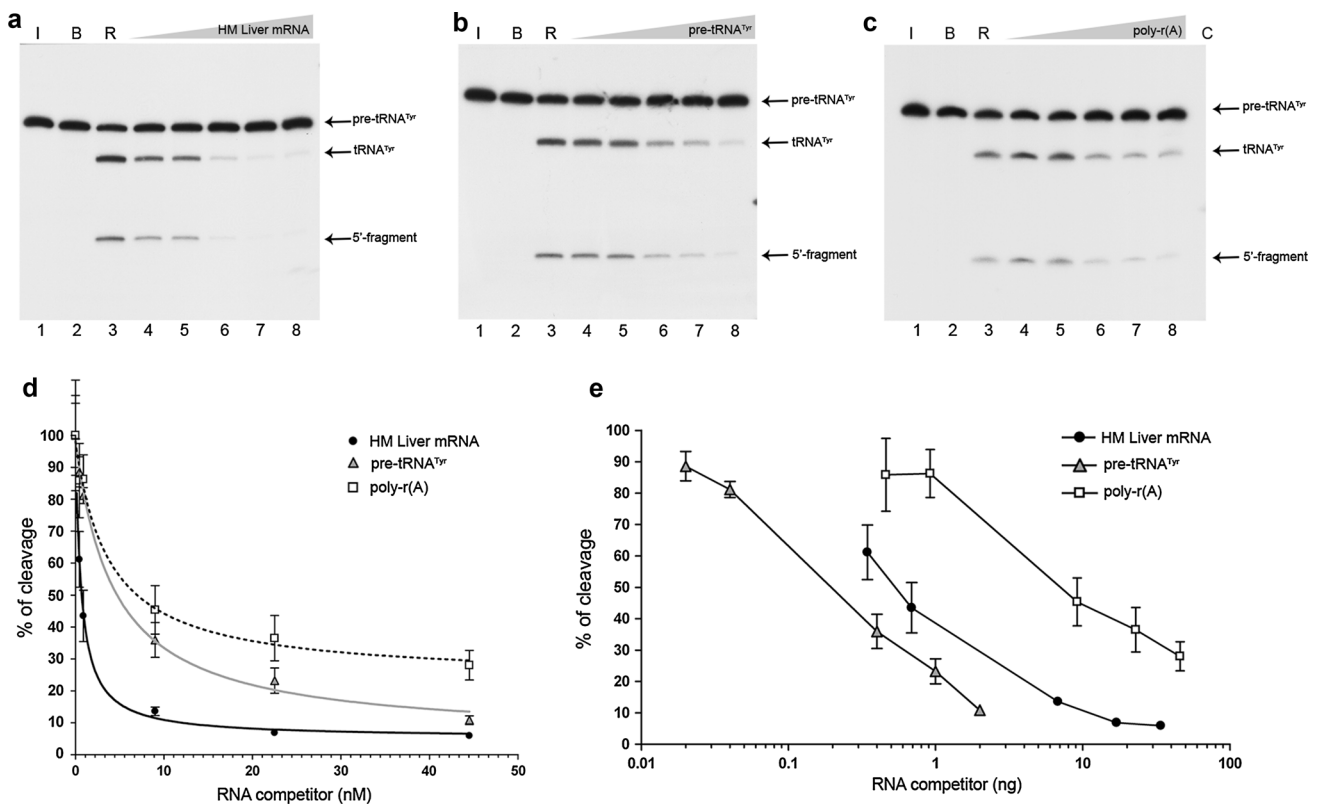 a
I B R HM Liver mRNA
pre-tRNATyr
tRNATyr
5'-fragment
1 2 3 4 5 6 7 8
b
I B R pre-tRNATyr
pre-tRNATyr
tRNATyr
5'-fragment
1 2 3 4 5 6 7 8
c
I B R poly-r(A) C
pre-tRNATyr
tRNATyr
5'-fragment
1 2 3 4 5 6 7 8
d
% of cleavage
100
90
80
70
60
50
40
30
20
10
0
0 10 20 30 40 50
RNA competitor (nM)
HM Liver mRNA
pre-tRNATyr
poly-r(A)
e
% of cleavage
100
90
80
70
60
50
40
30
20
10
0
0.01 0.1 1 10 100
RNA competitor (ng)
HM Liver mRNA
pre-tRNATyr
poly-r(A)